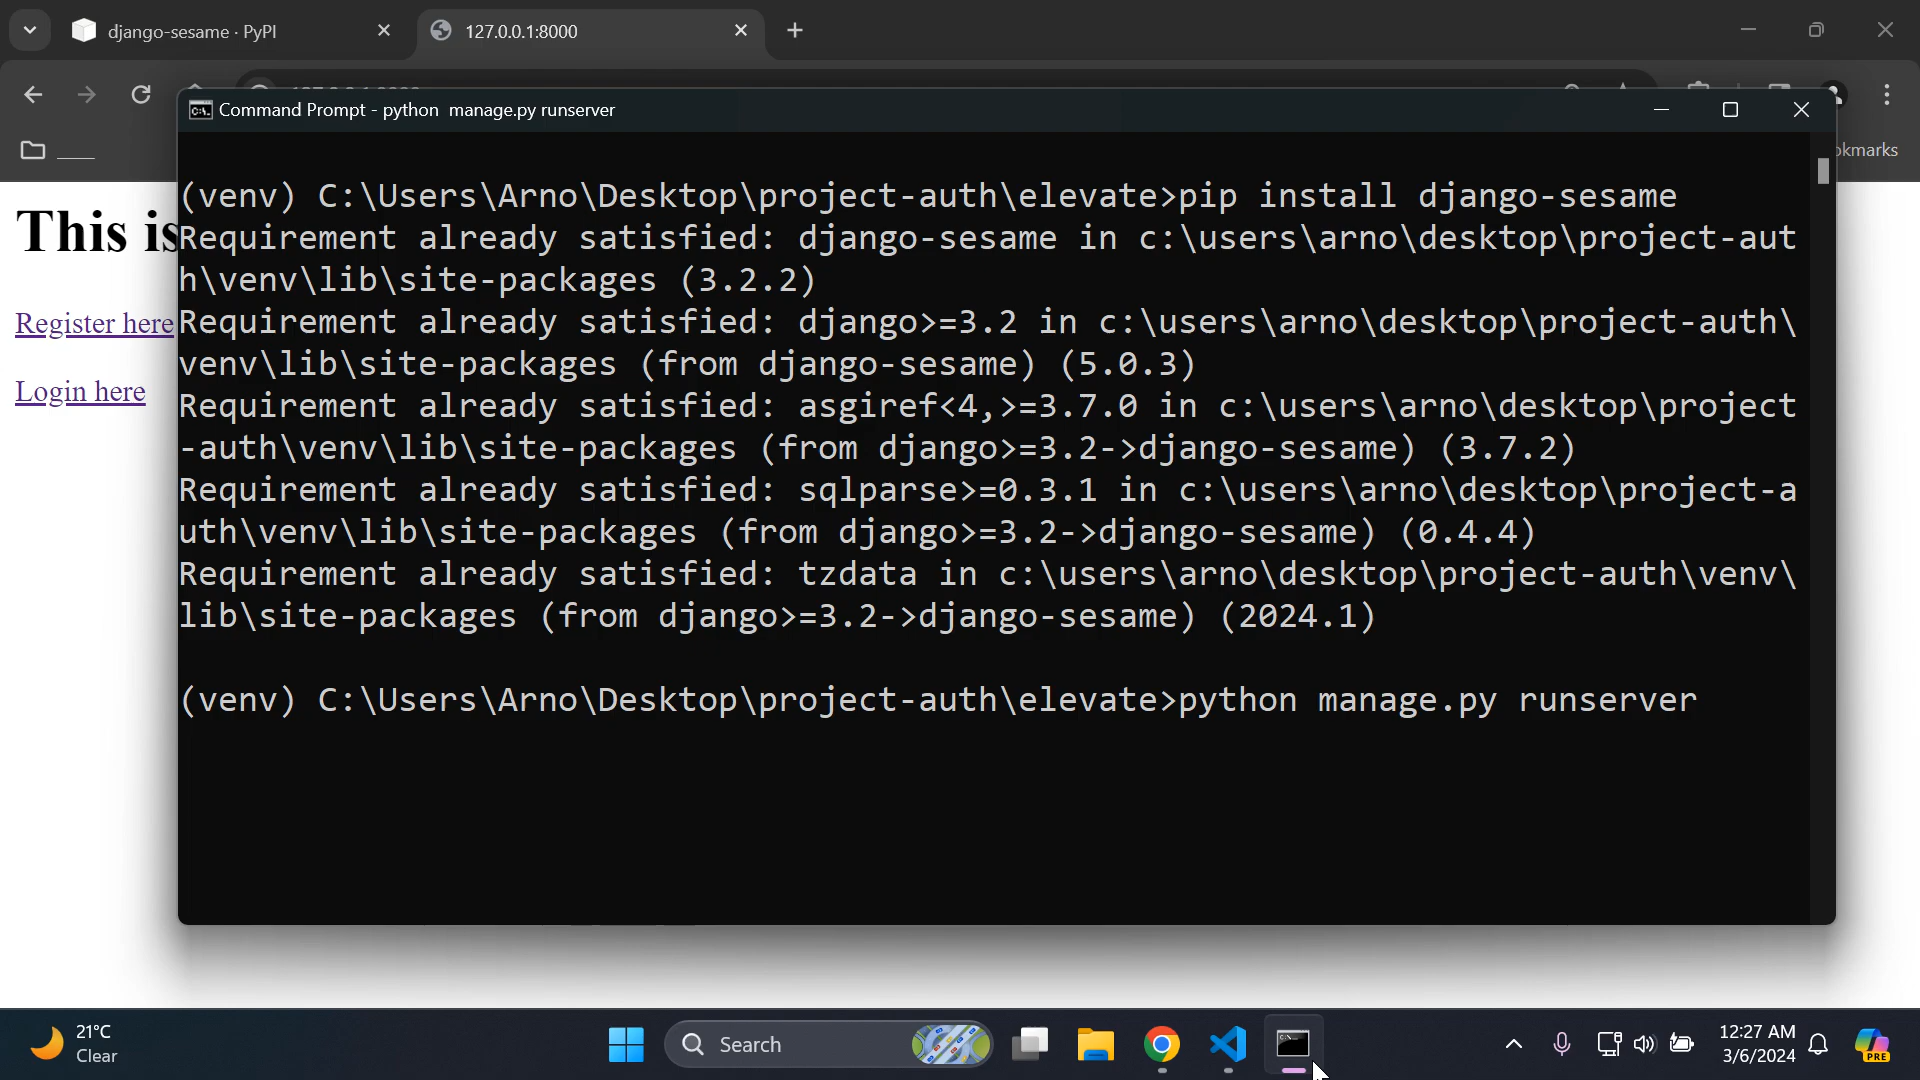 django-sesame · PyPI
127.0.0.1:8000
Command Prompt - python  manage.py runserver
kmarks
This is
Register here
Login here
(venv) C:\Users\Arno\Desktop\project-auth\elevate>pip install django-sesame
Requirement already satisfied: django-sesame in c:\users\arno\desktop\project-aut
h\venv\lib\site-packages (3.2.2)
Requirement already satisfied: django>=3.2 in c:\users\arno\desktop\project-auth\
venv\lib\site-packages (from django-sesame) (5.0.3)
Requirement already satisfied: asgiref<4,>=3.7.0 in c:\users\arno\desktop\project
-auth\venv\lib\site-packages (from django>=3.2->django-sesame) (3.7.2)
Requirement already satisfied: sqlparse>=0.3.1 in c:\users\arno\desktop\project-a
uth\venv\lib\site-packages (from django>=3.2->django-sesame) (0.4.4)
Requirement already satisfied: tzdata in c:\users\arno\desktop\project-auth\venv\
lib\site-packages (from django>=3.2->django-sesame) (2024.1)
(venv) C:\Users\Arno\Desktop\project-auth\elevate>python manage.py runserver
21°C
Clear
Search
12:27 AM
3/6/2024
PRE